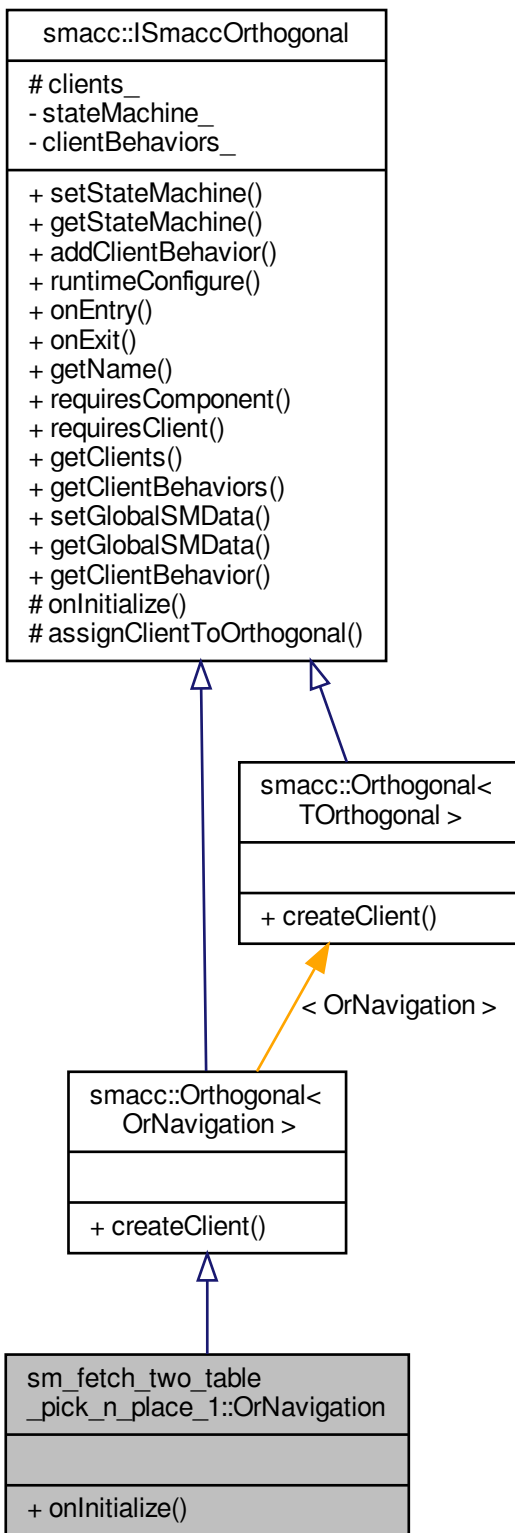 smacc::ISmaccOrthogonal
# clients_
- stateMachine_
- clientBehaviors_
+ setStateMachine()
+ getStateMachine()
+ addClientBehavior()
+ runtimeConfigure()
+ onEntry()
+ onExit()
+ getName()
+ requiresComponent()
+ requiresClient()
+ getClients()
+ getClientBehaviors()
+ setGlobalSMData()
+ getGlobalSMData()
+ getClientBehavior()
# onInitialize()
# assignClientToOrthogonal()
smacc::Orthogonal<
TOrthogonal >
+ createClient()
< OrNavigation >
smacc::Orthogonal<
OrNavigation >
+ createClient()
sm_fetch_two_table
_pick_n_place_1::OrNavigation
+ onInitialize()